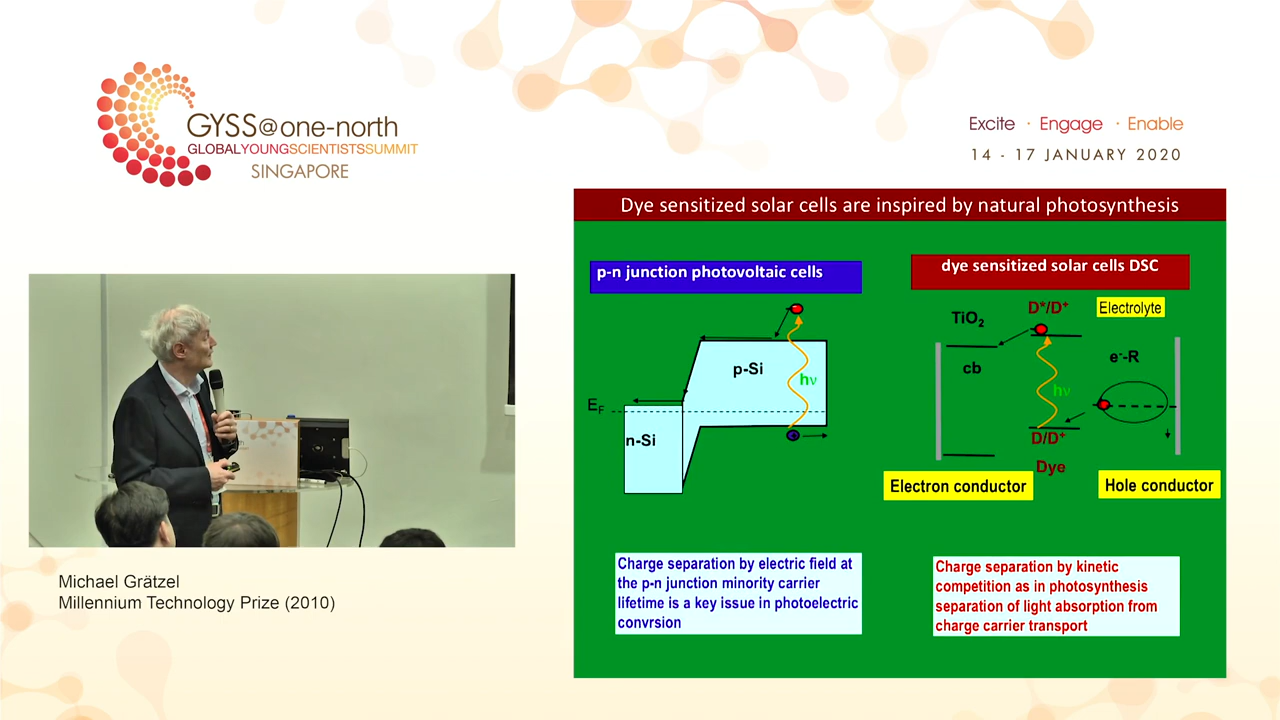 GYSS@one-north
GLOBALYOUNGSCIENTISTSSUMMIT
SINGAPORE
Excite · Engage · Enable
14 - 17 JANUARY 2020
Dye sensitized solar cells are inspired by natural photosynthesis
p-n junction photovoltaic cells
p-Si
hν
E_F
n-Si
Charge separation by electric field at
the p-n junction minority carrier
lifetime is a key issue in photoelectric
convrsion
dye sensitized solar cells DSC
TiO₂
D*/D⁺
Electrolyte
cb
e⁻-R
hν
D/D⁺
Dye
Electron conductor
Hole conductor
Charge separation by kinetic
competition as in photosynthesis
separation of light absorption from
charge carrier transport
Michael Grätzel
Millennium Technology Prize (2010)